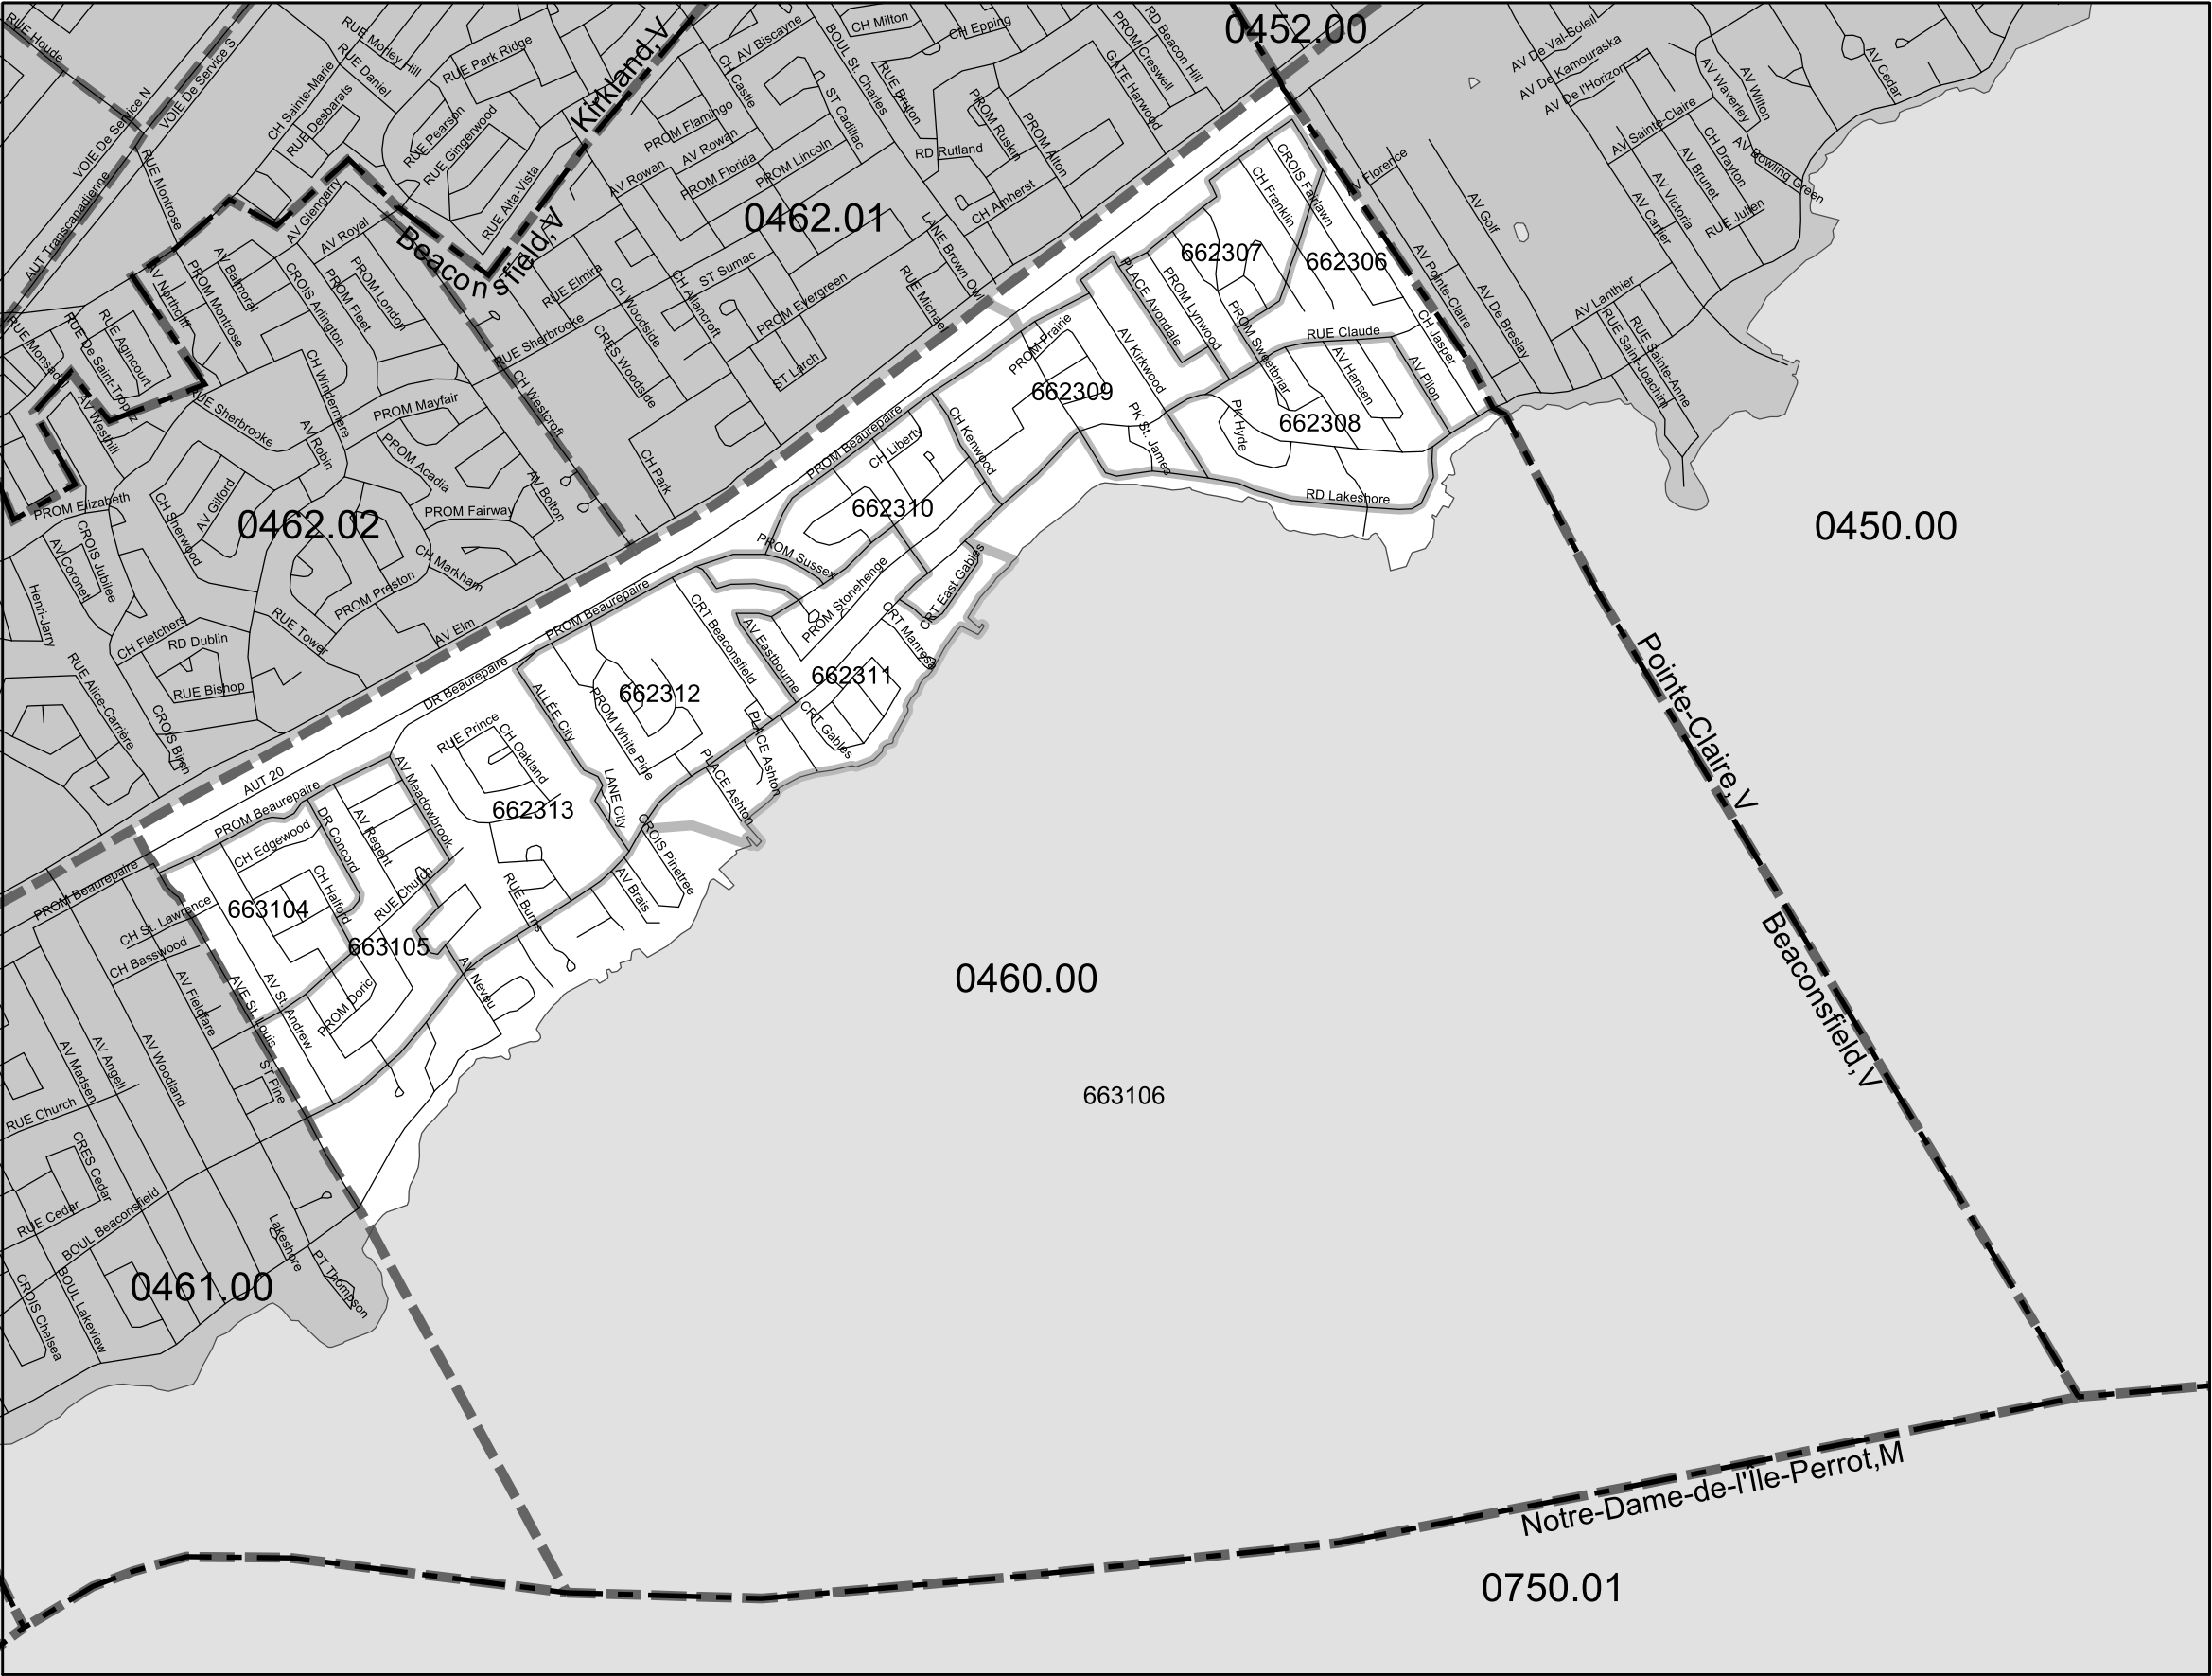 0452.00
RUE Houde
VOIE De Service N
VOIE De Service S
AUT Transcanadienne
RUE Montrose
CH Sainte-Marie
RUE Desbarats
RUE Morley Hill
RUE Daniel
RUE Park Ridge
RUE Pearson
RUE Gingerwood
RUE Alta-Vista
Kirkland,V
Beaconsfield,V
AV Biscayne
CH Castle
CH Milton
CH Epping
BOUL St. Charles
RUE Bruton
ST Cadillac
PROM Flamingo
AV Rowan
AV Rowan
PROM Florida
PROM Lincoln
RD Rutland
PROM Ruskin
PROM Alton
CH Amherst
GATE Harwood
PROM Creswell
RD Beacon Hill
0462.01
LANE Brown Owl
RUE Michael
ST Sumac
PROM Evergreen
ST Larch
CH Allancroft
CH Woodside
CRES Woodside
RUE Elmira
RUE Sherbrooke
CH Westcroft
CH Park
AV Glengarry
AV Royal
AV Northcliff
PROM Montrose
AV Balmoral
CROIS Arlington
PROM Fleet
PROM London
RUE Agincourt
RUE De Saint-Tropez
AV Westhill
RUE Sherbrooke
CH Windermere
AV Robin
PROM Mayfair
PROM Acadia
PROM Fairway
AV Bolton
CH Markham
PROM Preston
AV Elm
RUE Tower
PROM Elizabeth
0462.02
CH Sherwood
AV Gilford
CROIS Jubilee
AV Coronet
Henri-Jarry
CH Fletchers
RD Dublin
RUE Bishop
RUE Alice-Carrière
CROIS Birch
AV De Val-Soleil
AV De Kamouraska
AV De l'Horizon
AV Waverley
AV Wilton
AV Cedar
AV Sainte-Claire
CH Drayton
AV Bowling Green
AV Brunet
AV Victoria
AV Cartier
RUE Julien
AV Florence
AV Golf
AV Pointe-Claire
AV De Breslay
AV Lanthier
RUE Sainte-Anne
RUE Saint-Joachim
0450.00
CROIS Fairlawn
CH Franklin
662307
662306
PLACE Avondale
PROM Lynwood
PROM Sweetbriar
RUE Claude
CH Jasper
AV Pilon
AV Hansen
662308
PK Hyde
RD Lakeshore
PROM Prairie
AV Kirkwood
662309
PK St. James
CH Kenwood
PROM Beaurepaire
CH Liberty
662310
PROM Sussex
PROM Stonehenge
CRT East Gables
CRT Manresa
662311
CRT Gables
AV Eastbourne
CRT Beaconsfield
PROM Beaurepaire
662312
PROM White Pine
PLACE Ashton
PLACE Ashton
DR Beaurepaire
ALLÉE City
LANE City
RUE Prince
CH Oakland
662313
CROIS Pinetree
AV Brais
RUE Burns
AV Neveu
AUT 20
PROM Beaurepaire
AV Meadowbrook
AV Regent
DR Concord
CH Edgewood
CH Halford
RUE Church
663104
663105
PROM Doric
AV St. Andrew
AVE St. Louis
PROM Beaurepaire
CH St. Lawrance
CH Basswood
AV Fieldfare
ST Pine
AV Woodland
AV Angell
AV Madsen
RUE Church
CRES Cedar
RUE Cedar
BOUL Beaconsfield
BOUL Lakeview
CROIS Chelsea
Lakeshore
PT Thompson
0461.00
0460.00
663106
Pointe-Claire,V
Beaconsfield,V
Notre-Dame-de-l'Île-Perrot,M
0750.01